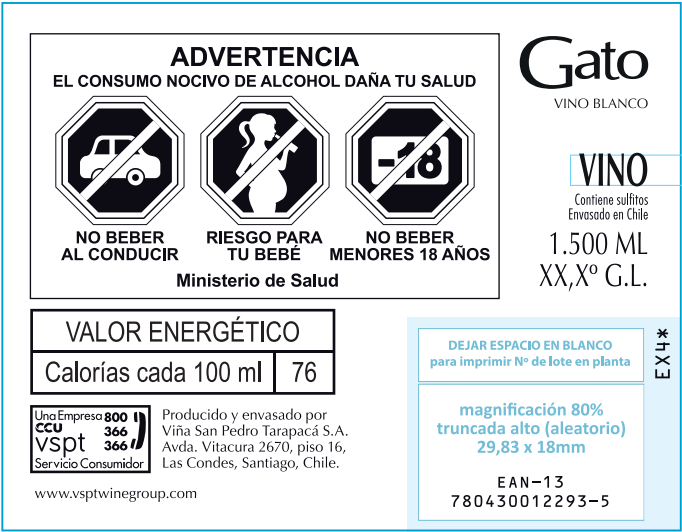 ADVERTENCIA
EL CONSUMO NOCIVO DE ALCOHOL DAÑA TU SALUD
-18
NO BEBER
AL CONDUCIR
RIESGO PARA
TU BEBÉ
NO BEBER
MENORES 18 AÑOS
Ministerio de Salud
Gato
VINO BLANCO
VINO
Contiene sulfitos
Envasado en Chile
1.500 ML
XX,Xº G.L.
VALOR ENERGÉTICO
Calorías cada 100 ml 76
Una Empresa
CCU
vspt
800
366
366
Servicio Consumidor
Producido y envasado por
Viña San Pedro Tarapacá S.A.
Avda. Vitacura 2670, piso 16,
Las Condes, Santiago, Chile.
www.vsptwinegroup.com
DEJAR ESPACIO EN BLANCO
para imprimir Nº de lote en planta
EX4*
magnificación 80%
truncada alto (aleatorio)
29,83 x 18mm
EAN-13
780430012293-5